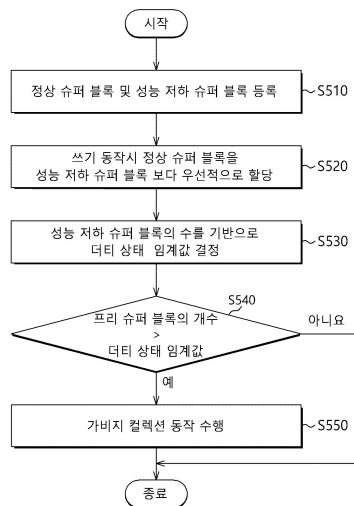 시작
정상 슈퍼 블록 및 성능 저하 슈퍼 블록 등록
S510
쓰기 동작시 정상 슈퍼 블록을
성능 저하 슈퍼 블록 보다 우선적으로 할당
S520
성능 저하 슈퍼 블록의 수를 기반으로
더티 상태 임계값 결정
S530
S540
프리 슈퍼 블록의 개수
>
더티 상태 임계값
아니요
예
가비지 컬렉션 동작 수행
S550
종료